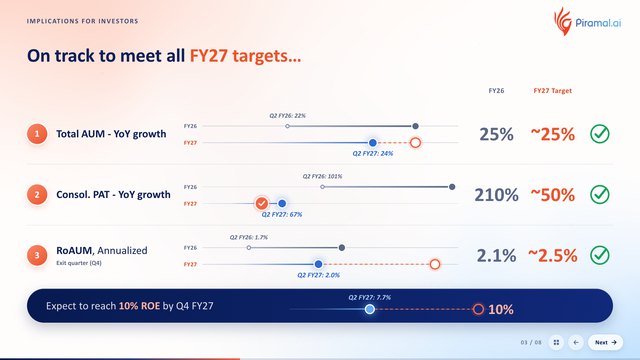 IMPLICATIONS FOR INVESTORS
Piramal.ai
On track to meet all FY27 targets...
FY26
FY27 Target
1
Total AUM - YoY growth
FY26
Q2 FY26: 22%
FY27
Q2 FY27: 24%
25%
~25%
2
Consol. PAT - YoY growth
FY26
Q2 FY26: 101%
FY27
Q2 FY27: 67%
210%
~50%
3
RoAUM, Annualized
Exit quarter (Q4)
FY26
Q2 FY26: 1.7%
FY27
Q2 FY27: 2.0%
2.1%
~2.5%
Expect to reach 10% ROE by Q4 FY27
Q2 FY27: 7.7%
10%
03 / 08
Next →